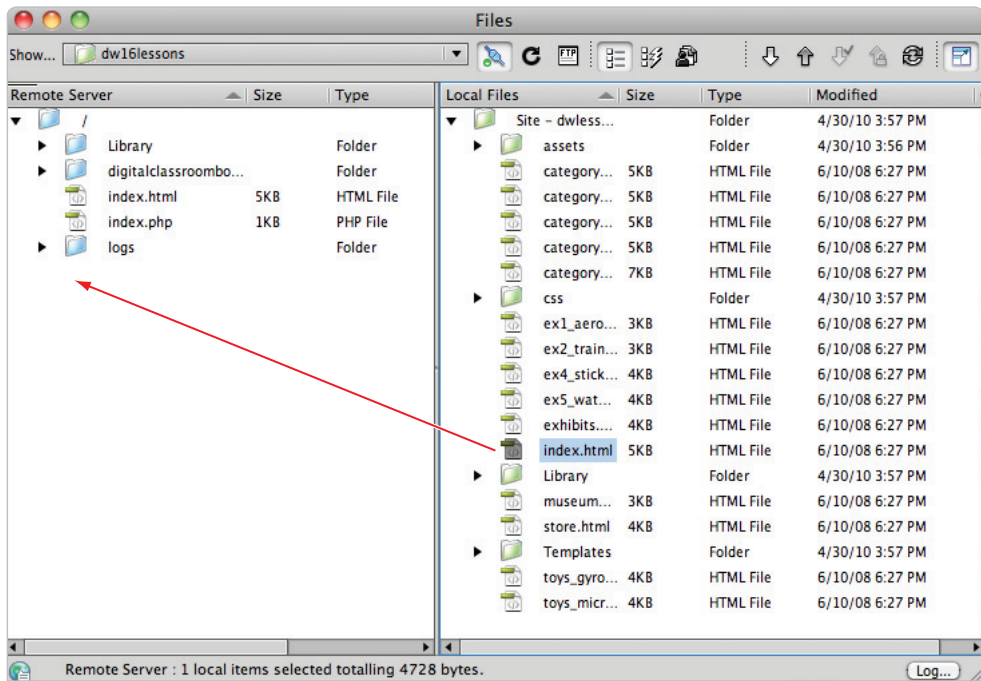 Files
Show... dw16lessons FTP
Remote Server Size Type
/
Library Folder
digitalclassroombo... Folder
index.html 5KB HTML File
index.php 1KB PHP File
logs Folder
Local Files Size Type Modified
Site - dwless... Folder 4/30/10 3:57 PM
assets Folder 4/30/10 3:56 PM
category... 5KB HTML File 6/10/08 6:27 PM
category... 5KB HTML File 6/10/08 6:27 PM
category... 5KB HTML File 6/10/08 6:27 PM
category... 5KB HTML File 6/10/08 6:27 PM
category... 7KB HTML File 6/10/08 6:27 PM
css Folder 4/30/10 3:57 PM
ex1_aero... 3KB HTML File 6/10/08 6:27 PM
ex2_train... 3KB HTML File 6/10/08 6:27 PM
ex4_stick... 4KB HTML File 6/10/08 6:27 PM
ex5_wat... 4KB HTML File 6/10/08 6:27 PM
exhibits.... 4KB HTML File 6/10/08 6:27 PM
index.html 5KB HTML File 6/10/08 6:27 PM
Library Folder 4/30/10 3:57 PM
museum... 3KB HTML File 6/10/08 6:27 PM
store.html 4KB HTML File 6/10/08 6:27 PM
Templates Folder 4/30/10 3:57 PM
toys_gyro... 4KB HTML File 6/10/08 6:27 PM
toys_micr... 4KB HTML File 6/10/08 6:27 PM
Remote Server : 1 local items selected totalling 4728 bytes.
Log...